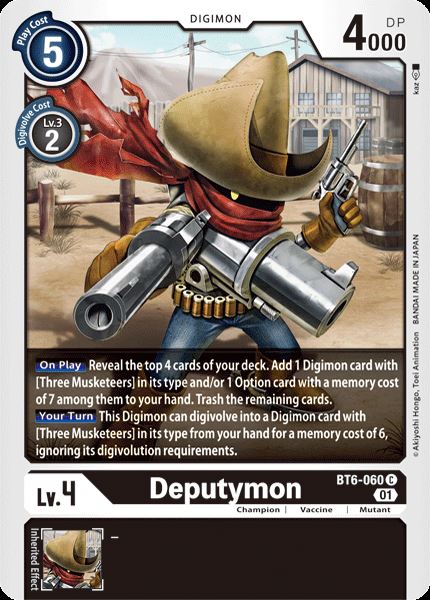 Play Cost
DIGIMON
DP
5
4000
kaz
Digivolve Cost
Lv.3
2
On Play Reveal the top 4 cards of your deck. Add 1 Digimon card with
[Three Musketeers] in its type and/or 1 Option card with a memory cost
of 7 among them to your hand. Trash the remaining cards.
Your Turn This Digimon can digivolve into a Digimon card with
[Three Musketeers] in its type from your hand for a memory cost of 6,
ignoring its digivolution requirements.
©Akiyoshi Hongo, Toei Animation BANDAI MADE IN JAPAN
Lv.4
Deputymon
BT6-060 C
01
Champion | Vaccine | Mutant
Inherited Effect
–